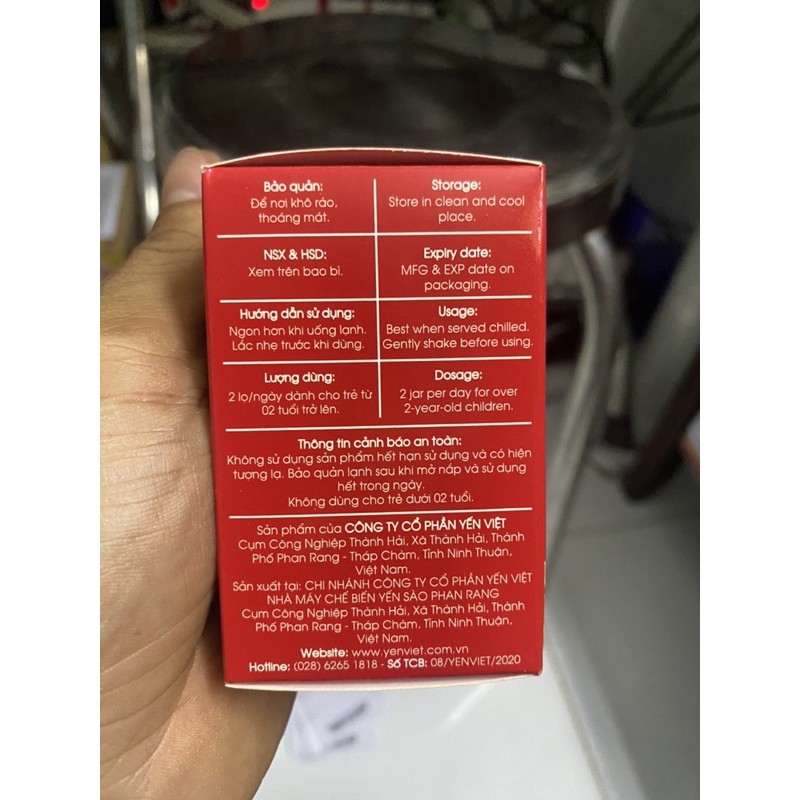 Bảo quản:
Để nơi khô ráo,
thoáng mát.
Storage:
Store in clean and cool
place.
NSX & HSD:
Xem trên bao bì.
Expiry date:
MFG & EXP date on
packaging.
Hướng dẫn sử dụng:
Ngon hơn khi uống lạnh.
Lắc nhẹ trước khi dùng.
Usage:
Best when served chilled.
Gently shake before using.
Lượng dùng:
2 lọ/ngày dành cho trẻ từ
02 tuổi trở lên.
Dosage:
2 jar per day for over
2-year-old children.
Thông tin cảnh báo an toàn:
Không sử dụng sản phẩm hết hạn sử dụng và có hiện
tượng lạ. Bảo quản lạnh sau khi mở nắp và sử dụng
hết trong ngày.
Không dùng cho trẻ dưới 02 tuổi.
Sản phẩm của CÔNG TY CỔ PHẦN YẾN VIỆT
Cụm Công Nghiệp Thành Hải, Xã Thành Hải, Thành
Phố Phan Rang - Tháp Chàm, Tỉnh Ninh Thuận,
Việt Nam.
Sản xuất tại: CHI NHÁNH CÔNG TY CỔ PHẦN YẾN VIỆT
NHÀ MÁY CHẾ BIẾN YẾN SÀO PHAN RANG
Cụm Công Nghiệp Thành Hải, Xã Thành Hải, Thành
Phố Phan Rang - Tháp Chàm, Tỉnh Ninh Thuận,
Việt Nam.
Website: www.yenviet.com.vn
Hotline: (028) 6265 1818 - Số TCB: 08/YENVIET/2020